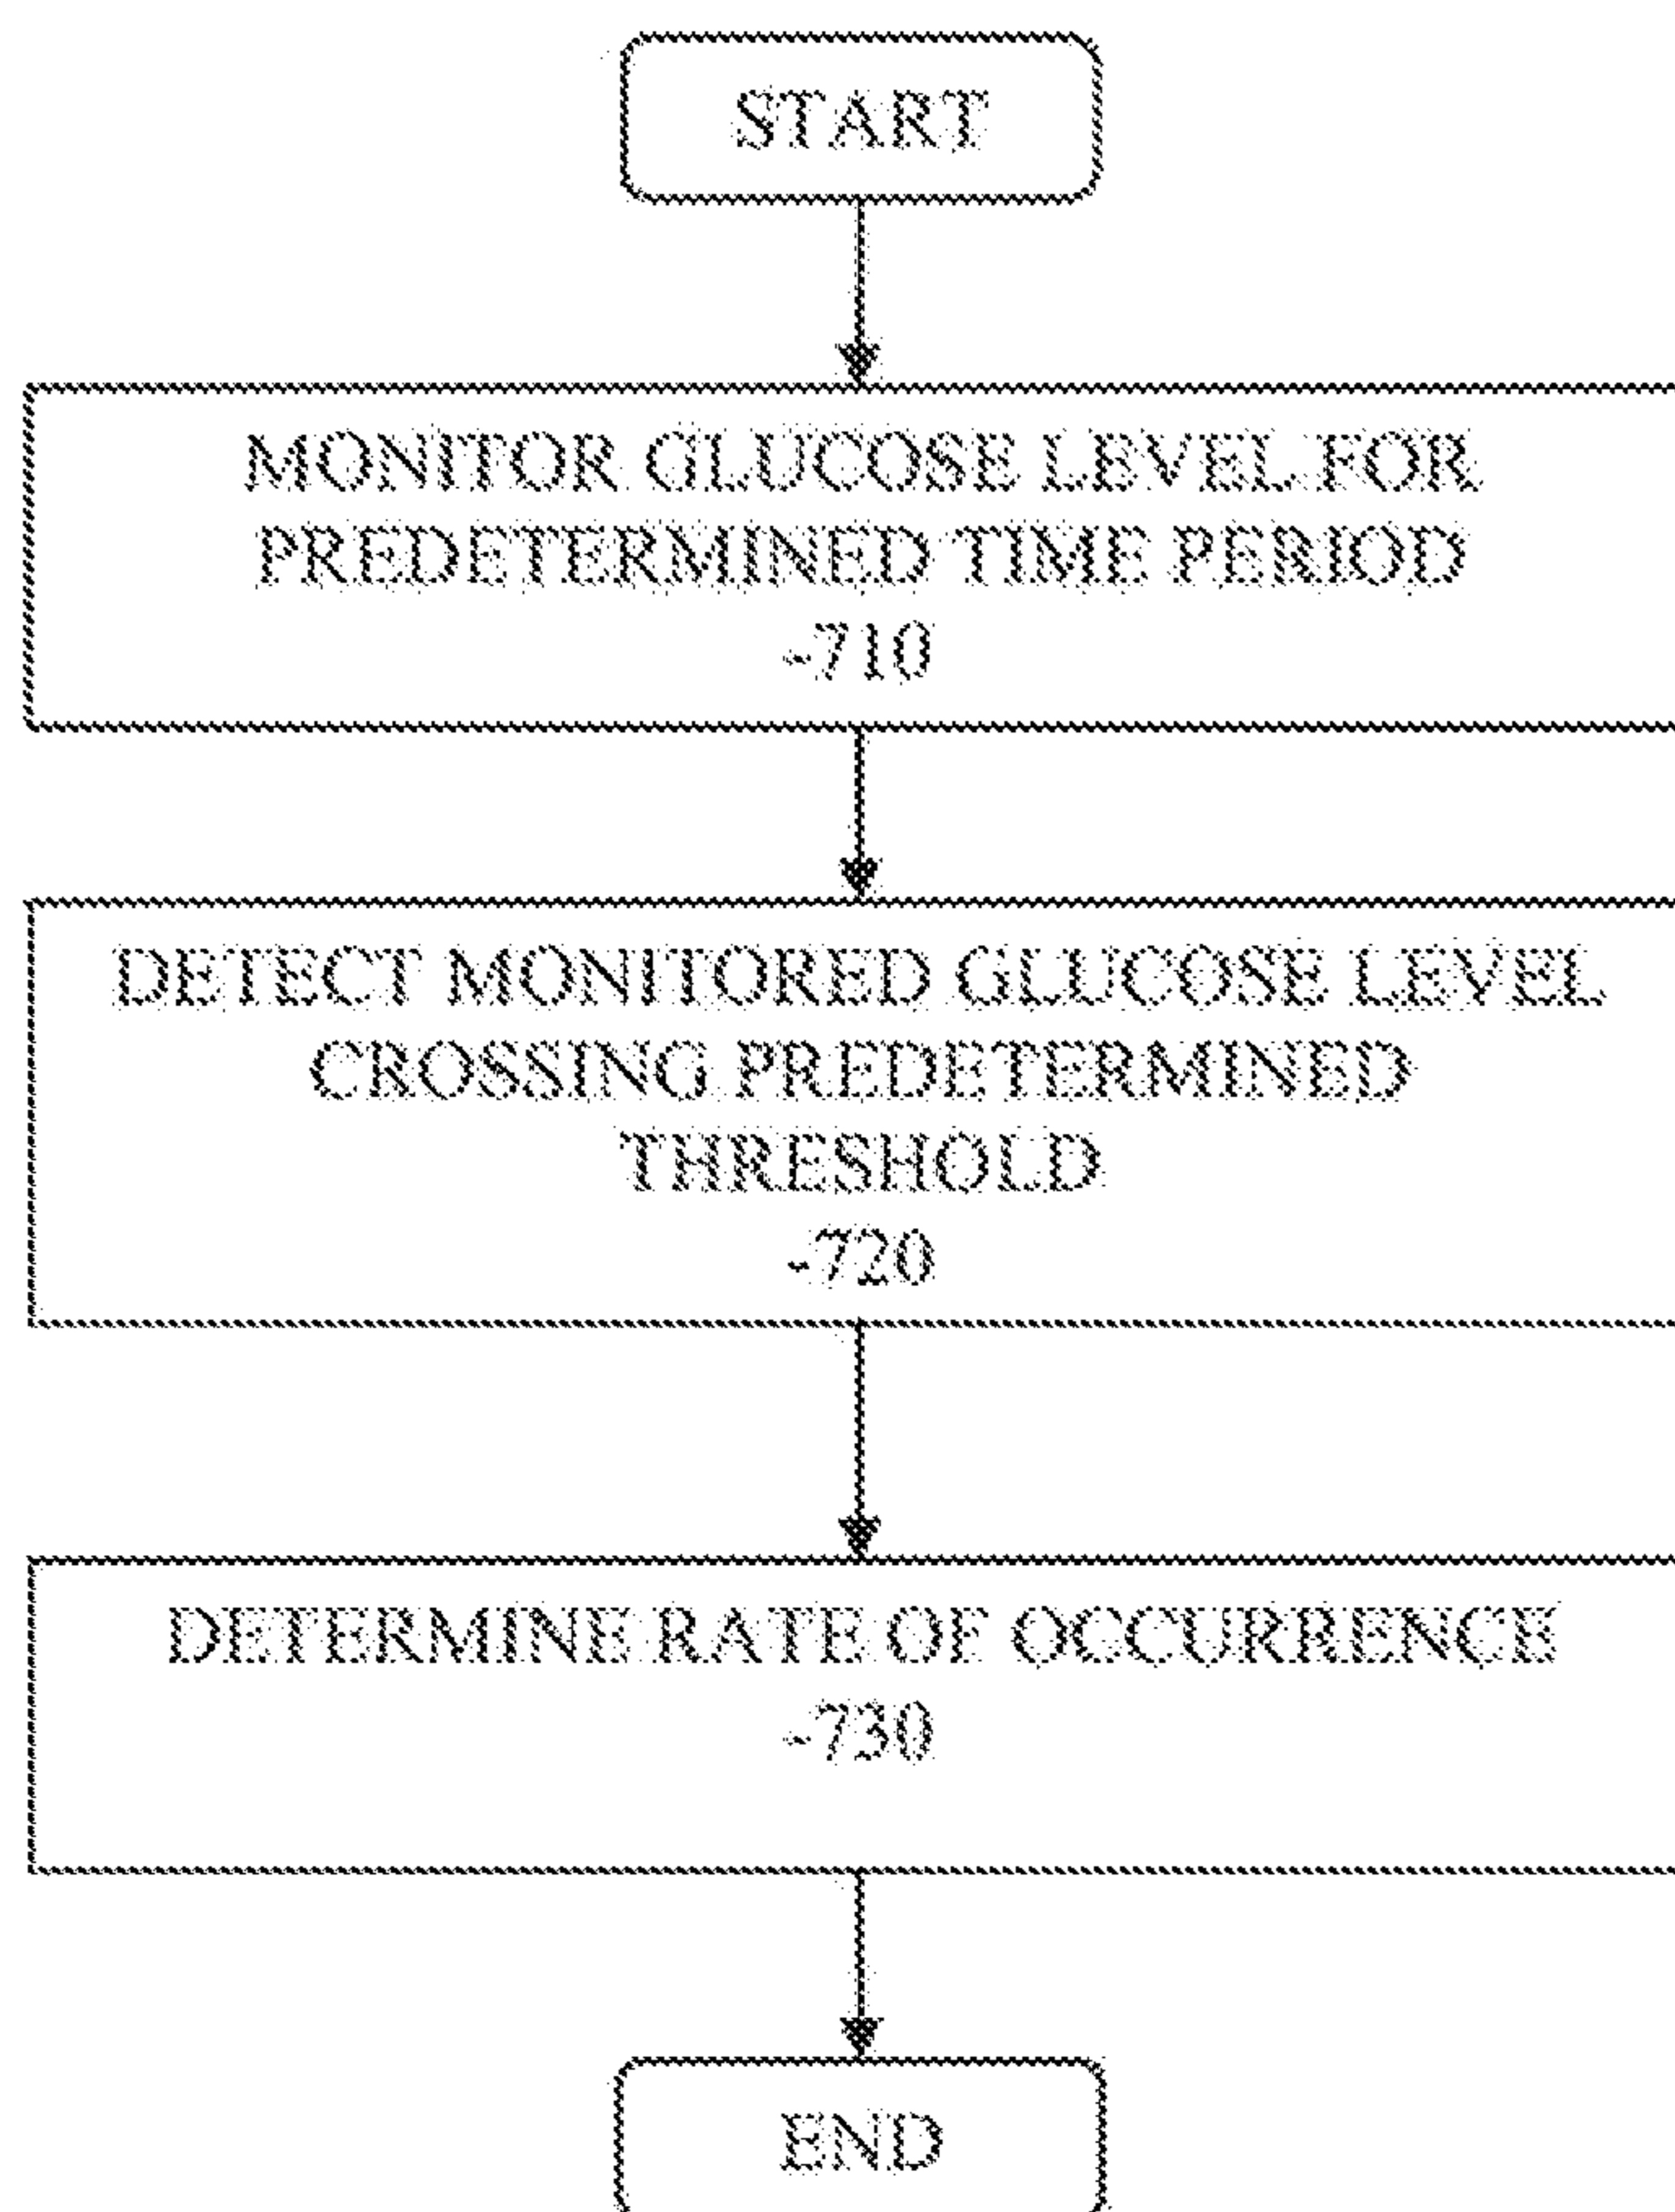 START
MONITOR GLUCOSE LEVEL FOR
PREDETERMINED TIME PERIOD
-710
DETECT MONITORED GLUCOSE LEVEL
CROSSING PREDETERMINED
THRESHOLD
-720
DETERMINE RATE OF OCCURRENCE
-730
END